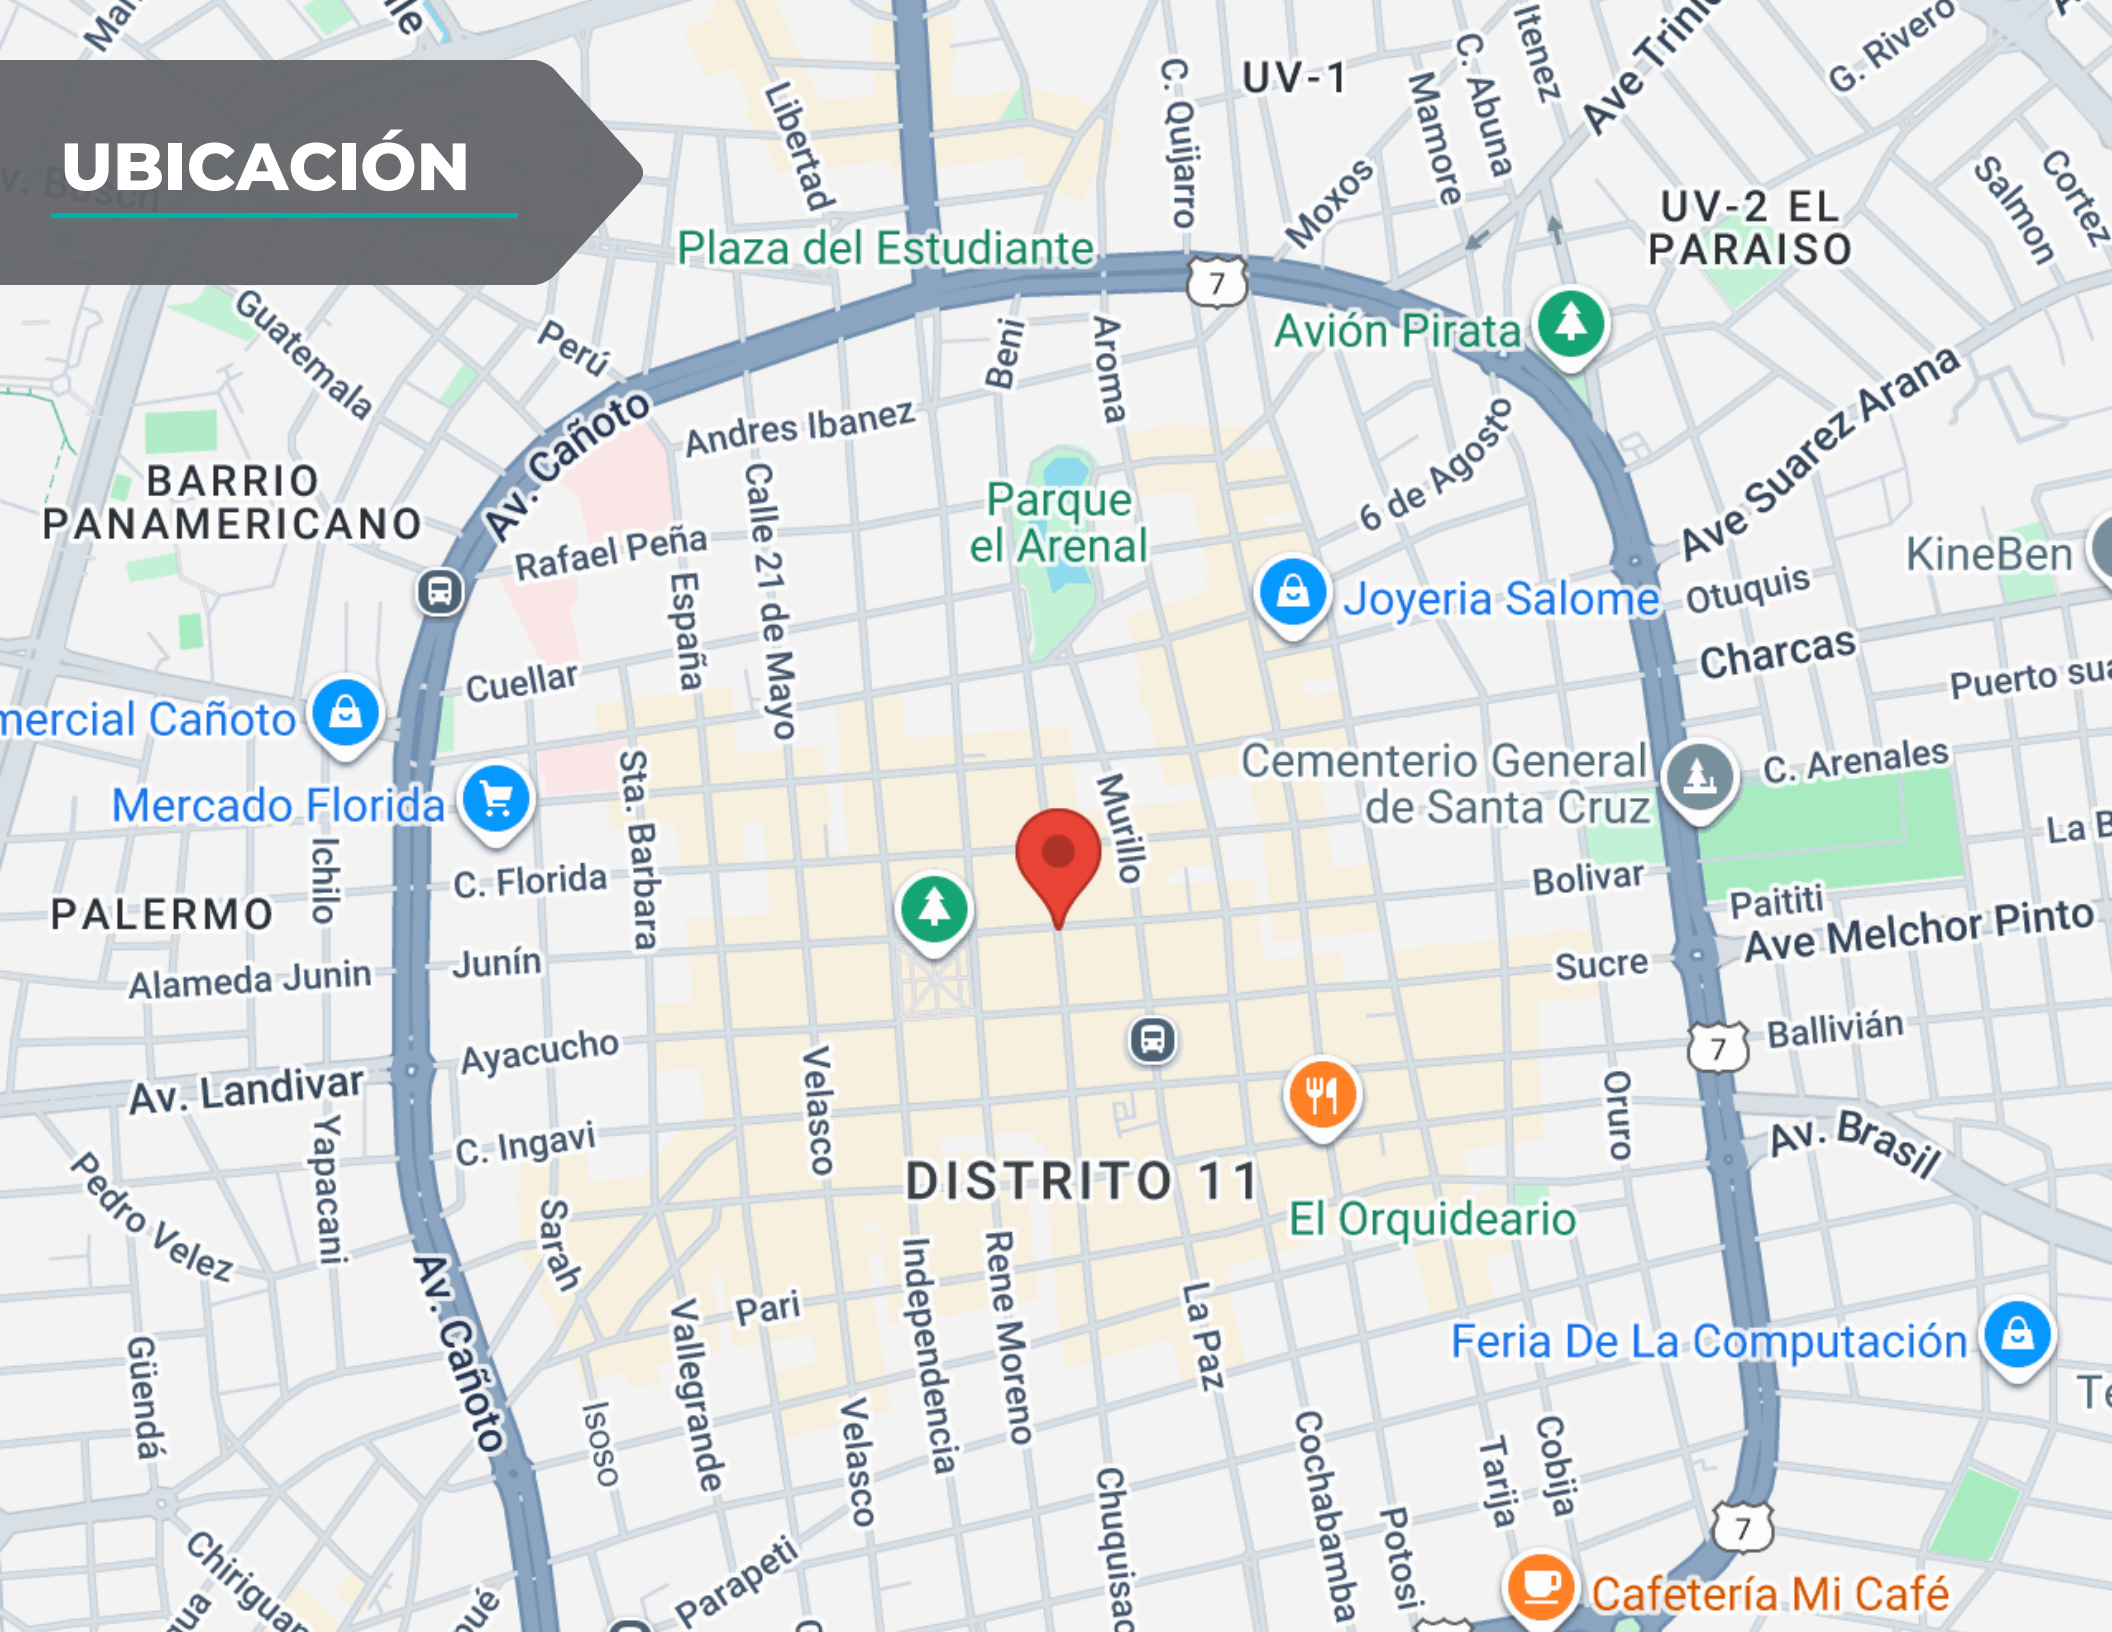 UBICACIÓN
UV-1
C. Quijarro
Libertad
Mamore
C. Abuna
Itenez
Ave Trini
G. Rivero
Moxos
Salmon
Cortez
UV-2 EL
PARAISO
Plaza del Estudiante
7
Guatemala
Perú
Avión Pirata
Beni
Aroma
Av. Cañoto
Andres Ibanez
Ave Suarez Arana
6 de Agosto
BARRIO
PANAMERICANO
Parque
el Arenal
Rafael Peña
España
Calle 21 de Mayo
KineBen
Joyeria Salome
Otuquis
Charcas
Cuellar
Puerto sua
mercial Cañoto
Cementerio General
de Santa Cruz
C. Arenales
Mercado Florida
Sta. Barbara
Murillo
La B
Ichilo
C. Florida
Bolivar
Paititi
PALERMO
Ave Melchor Pinto
Alameda Junin
Junín
Sucre
Ayacucho
Ballivián
7
Av. Landivar
Velasco
Oruro
Av. Brasil
C. Ingavi
Yapacani
Pedro Velez
DISTRITO 11
El Orquideario
Sarah
Independencia
Rene Moreno
La Paz
Pari
Vallegrande
Av. Cañoto
Güendá
Feria De La Computación
Te
Isoso
Velasco
Chuquisac
Cochabamba
Potosi
Tarija
Cobija
7
Chiriguan
Parapeti
Cafetería Mi Café